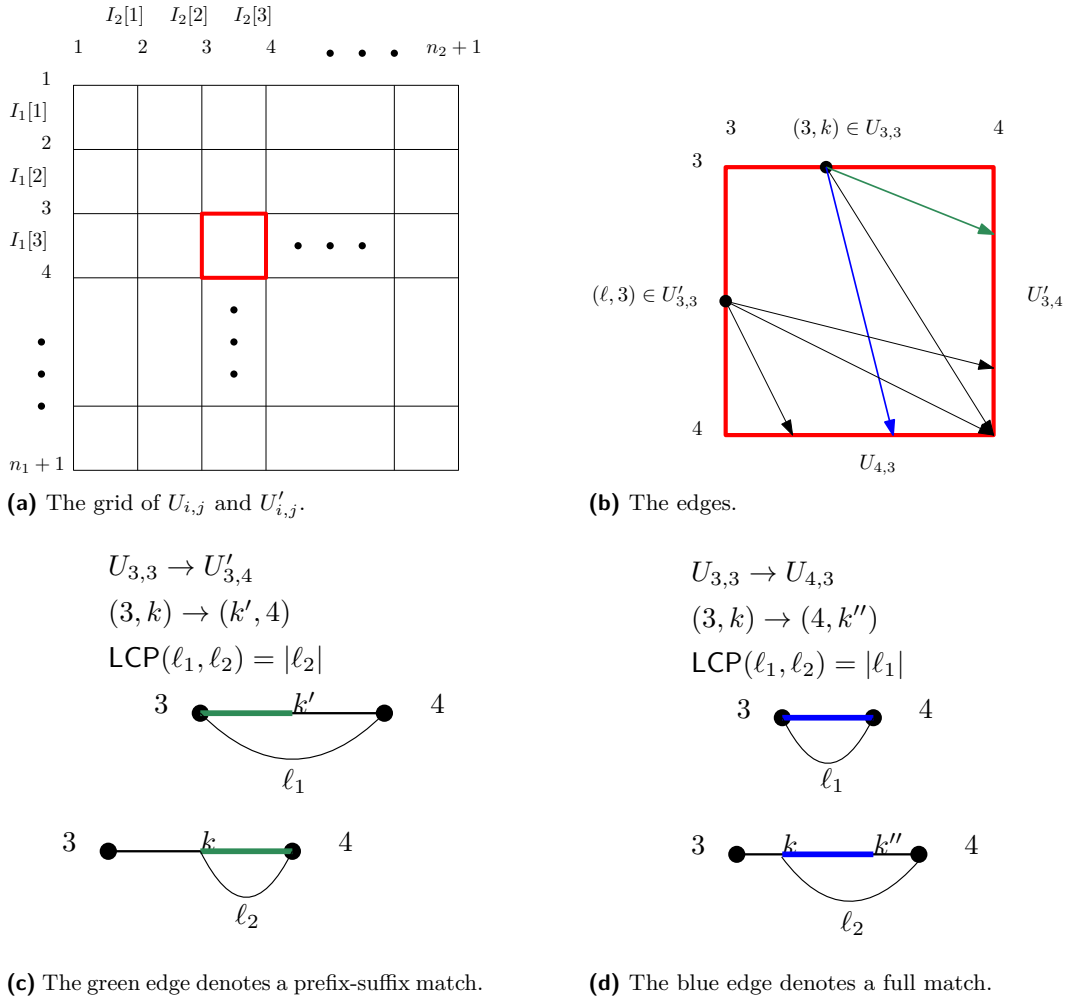 I₂[1] I₂[2] I₂[3]
1 2 3 4 n₂ + 1
1
I₁[1]
2
I₁[2]
3
I₁[3]
4
n₁ + 1
(a) The grid of Uᵢ,ⱼ and U′ᵢ,ⱼ.
3 (3, k) ∈ U₃,₃ 4
3
(ℓ, 3) ∈ U′₃,₃ U′₃,₄
4
U₄,₃
(b) The edges.
U₃,₃ → U′₃,₄
(3, k) → (k′, 4)
LCP(ℓ₁, ℓ₂) = |ℓ₂|
3 k′ 4
ℓ₁
3 k 4
ℓ₂
(c) The green edge denotes a prefix-suffix match.
U₃,₃ → U₄,₃
(3, k) → (4, k′′)
LCP(ℓ₁, ℓ₂) = |ℓ₁|
3 4
ℓ₁
3 k k′′ 4
ℓ₂
(d) The blue edge denotes a full match.